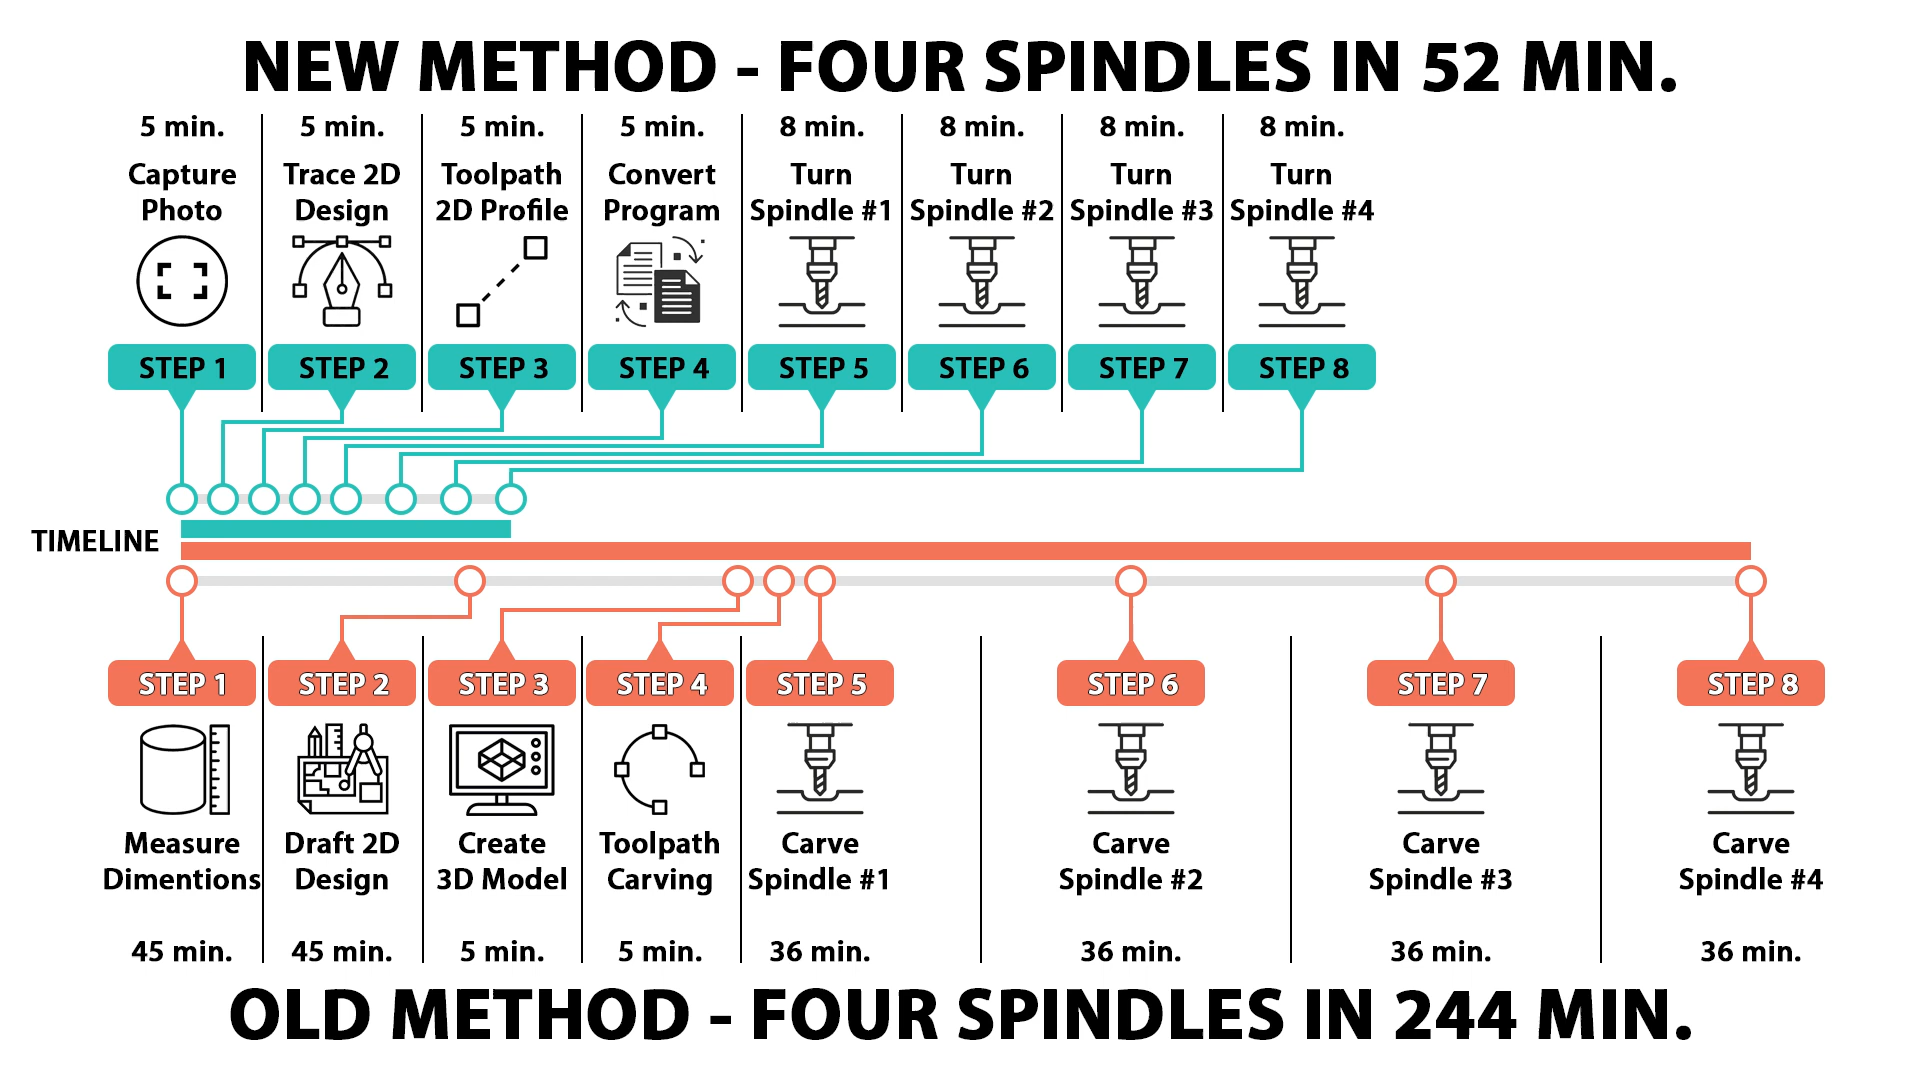 NEW METHOD - FOUR SPINDLES IN 52 MIN.
5 min.
Capture
Photo
STEP 1
5 min.
Trace 2D
Design
STEP 2
5 min.
Toolpath
2D Profile
STEP 3
5 min.
Convert
Program
STEP 4
8 min.
Turn
Spindle #1
STEP 5
8 min.
Turn
Spindle #2
STEP 6
8 min.
Turn
Spindle #3
STEP 7
8 min.
Turn
Spindle #4
STEP 8
TIMELINE
STEP 1
Measure
Dimentions
45 min.
STEP 2
Draft 2D
Design
45 min.
STEP 3
Create
3D Model
5 min.
STEP 4
Toolpath
Carving
5 min.
STEP 5
Carve
Spindle #1
36 min.
STEP 6
Carve
Spindle #2
36 min.
STEP 7
Carve
Spindle #3
36 min.
STEP 8
Carve
Spindle #4
36 min.
OLD METHOD - FOUR SPINDLES IN 244 MIN.